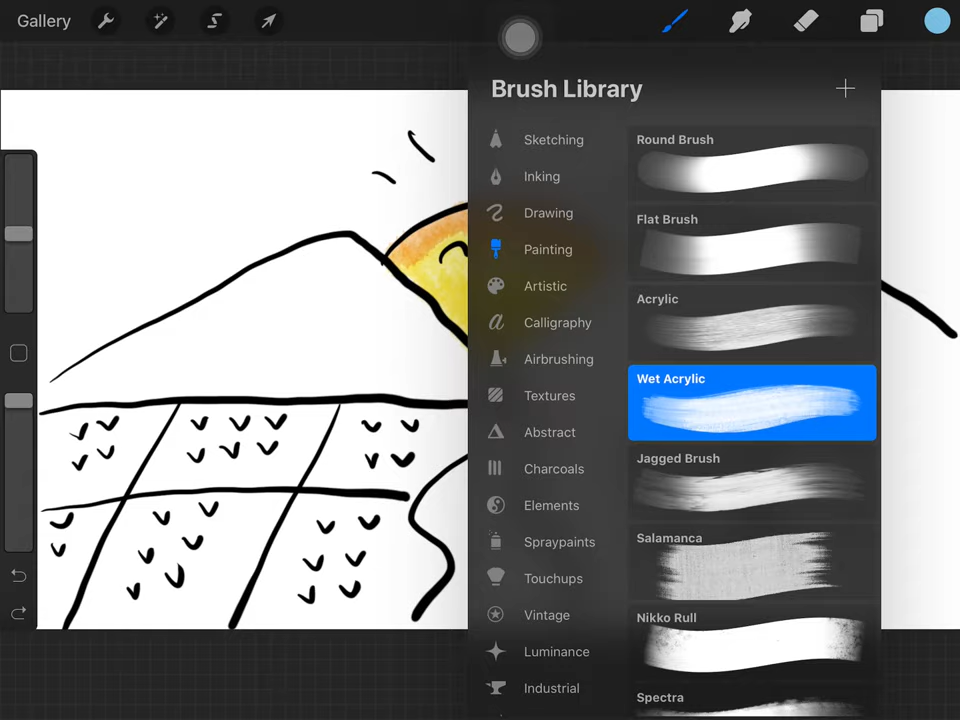 Gallery
Brush Library
Sketching
Inking
Drawing
Painting
Artistic
Calligraphy
Airbrushing
Textures
Abstract
Charcoals
Elements
Spraypaints
Touchups
Vintage
Luminance
Industrial
Round Brush
Flat Brush
Acrylic
Wet Acrylic
Jagged Brush
Salamanca
Nikko Rull
Spectra